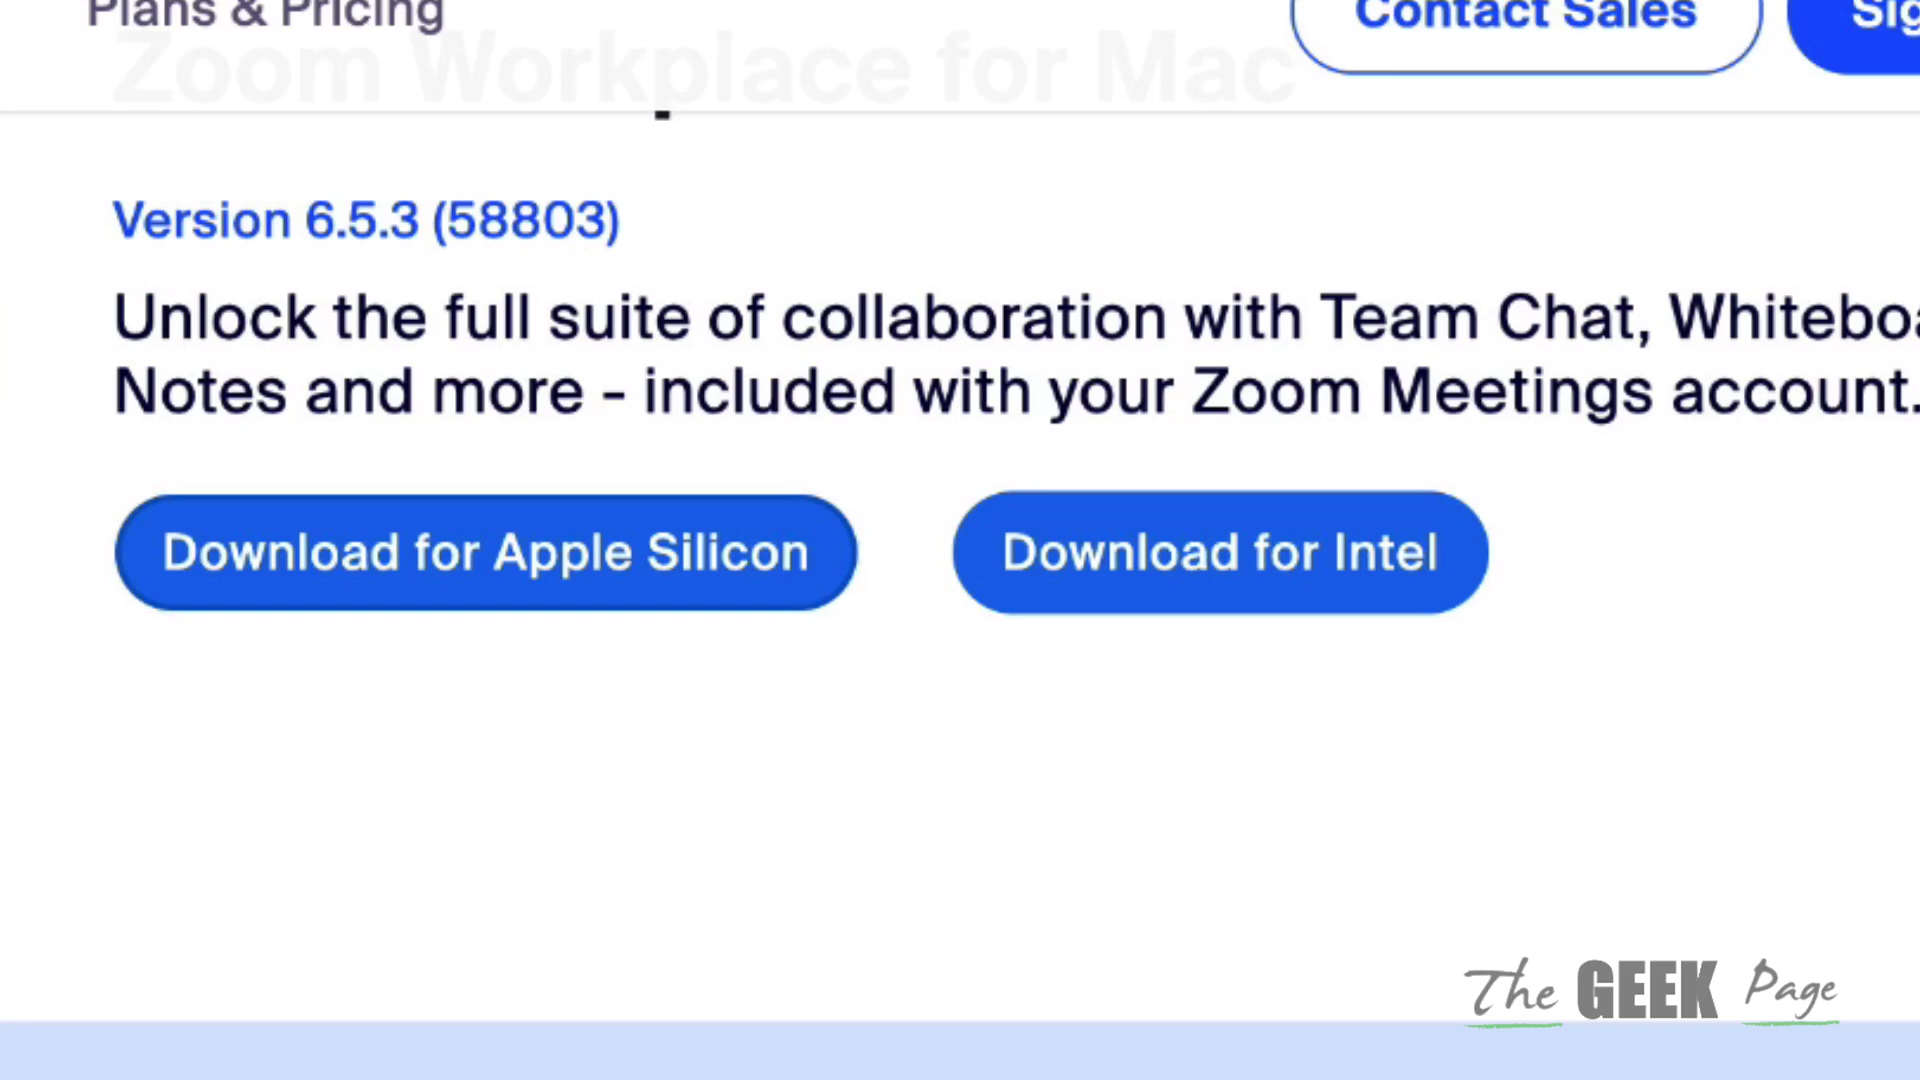 Plans & Pricing
Contact Sales
Zoom Workplace for Mac
Version 6.5.3 (58803)
Unlock the full suite of collaboration with Team Chat,
Notes and more - included with your Zoom Meetings account.
Download for Apple Silicon
Download for Intel
The GEEK Page